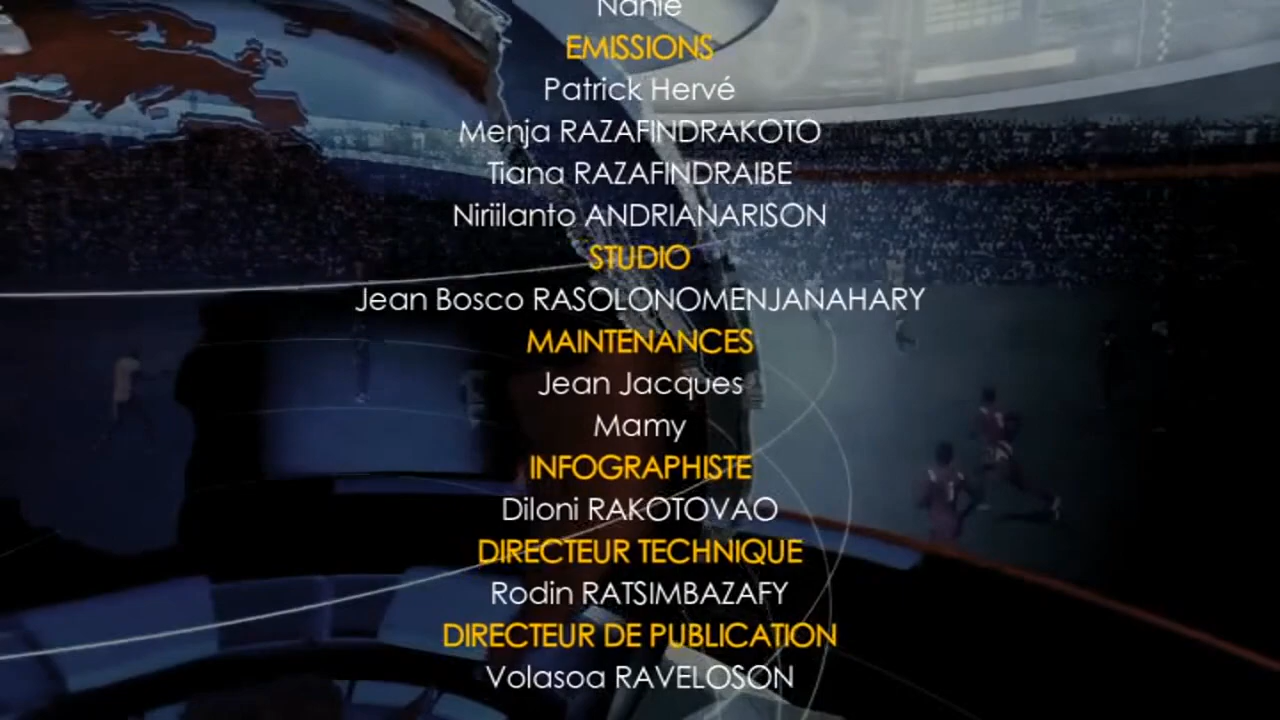 Nanie
EMISSIONS
Patrick Hervé
Menja RAZAFINDRAKOTO
Tiana RAZAFINDRAIBE
Niriilanto ANDRIANARISON
STUDIO
Jean Bosco RASOLONOMENJANAHARY
MAINTENANCES
Jean Jacques
Mamy
INFOGRAPHISTE
Diloni RAKOTOVAO
DIRECTEUR TECHNIQUE
Rodin RATSIMBAZAFY
DIRECTEUR DE PUBLICATION
Volasoa RAVELOSON